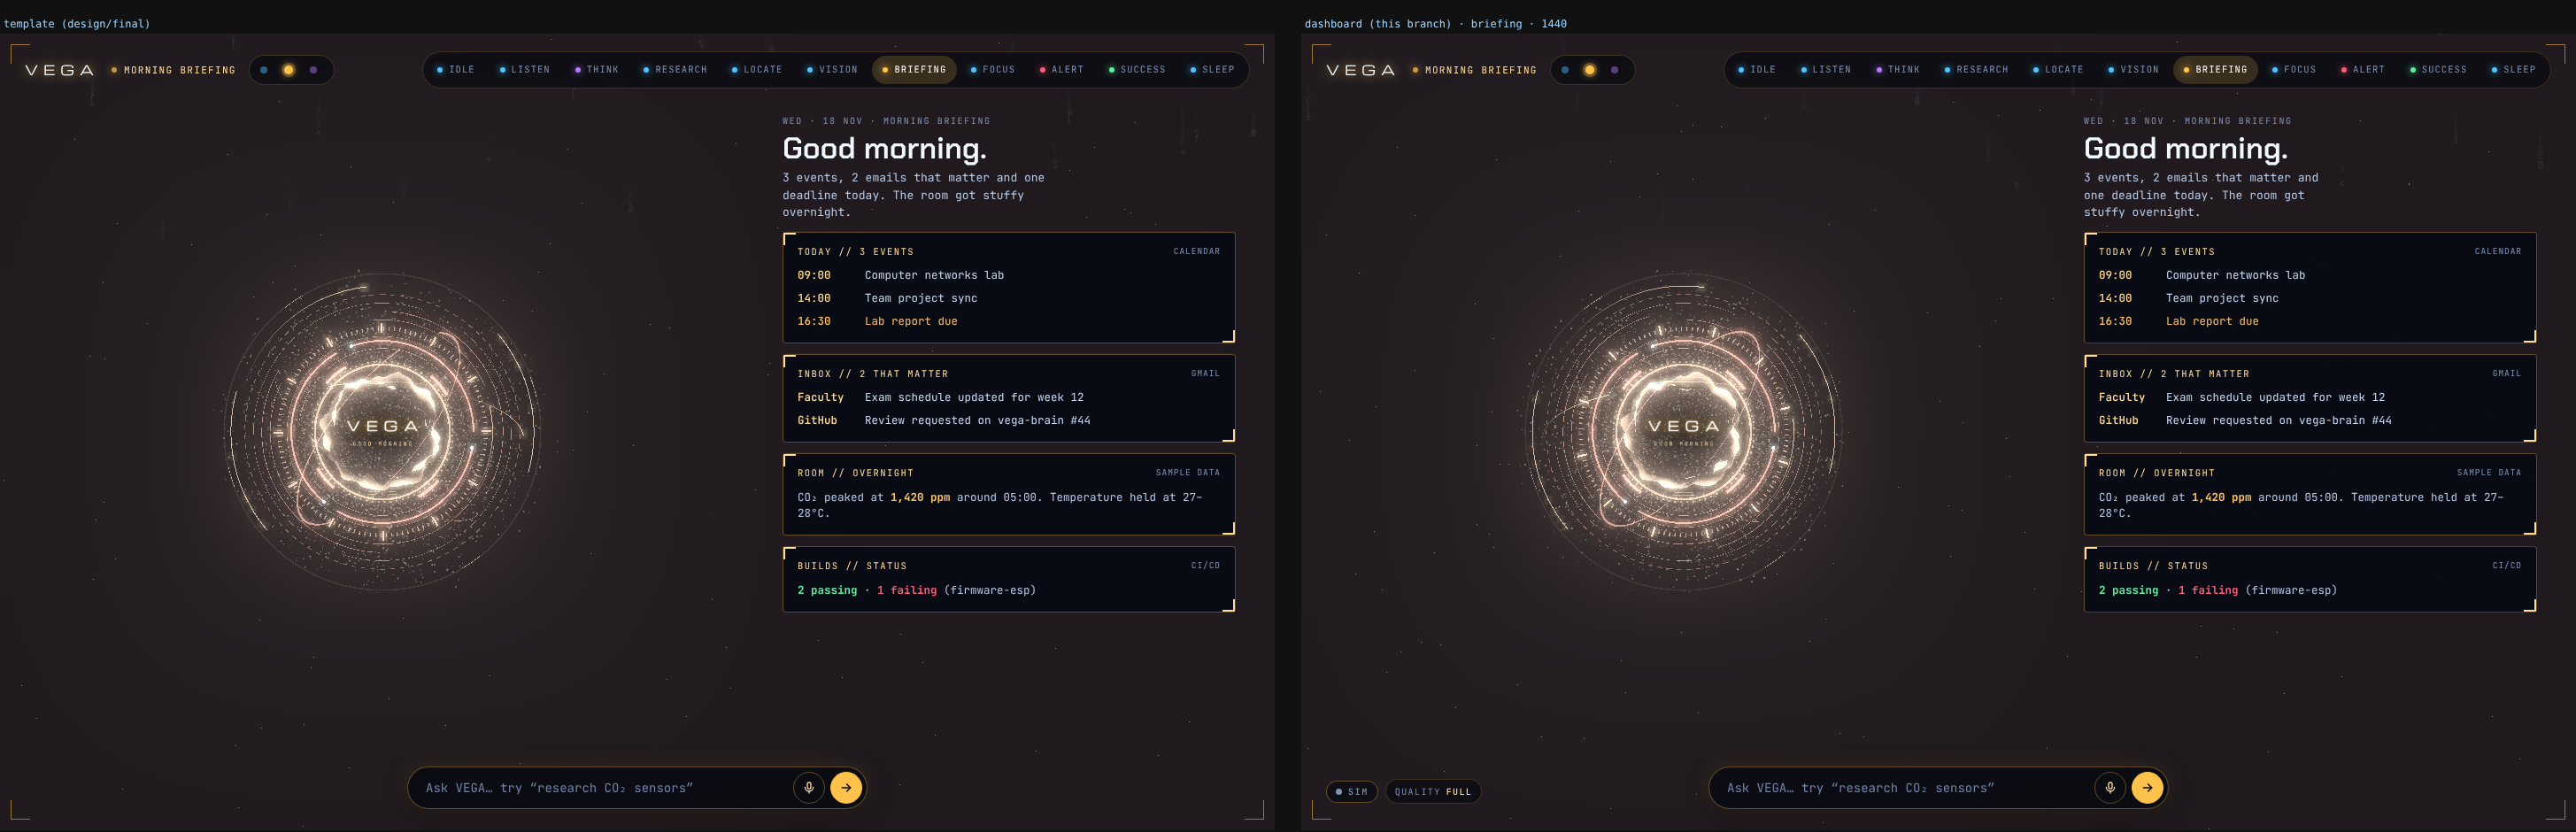 template (design/final)
VEGA
MORNING BRIEFING
IDLE
LISTEN
THINK
RESEARCH
LOCATE
VISION
BRIEFING
FOCUS
ALERT
SUCCESS
SLEEP
WED · 18 NOV · MORNING BRIEFING
Good morning.
3 events, 2 emails that matter and one
deadline today. The room got stuffy
overnight.
TODAY // 3 EVENTS
CALENDAR
09:00 Computer networks lab
14:00 Team project sync
16:30 Lab report due
INBOX // 2 THAT MATTER
GMAIL
Faculty Exam schedule updated for week 12
GitHub Review requested on vega-brain #44
ROOM // OVERNIGHT
SAMPLE DATA
CO₂ peaked at 1,420 ppm around 05:00. Temperature held at 27–
28°C.
BUILDS // STATUS
CI/CD
2 passing · 1 failing (firmware-esp)
VEGA
GOOD MORNING
Ask VEGA… try “research CO₂ sensors”
dashboard (this branch) · briefing · 1440
VEGA
MORNING BRIEFING
IDLE
LISTEN
THINK
RESEARCH
LOCATE
VISION
BRIEFING
FOCUS
ALERT
SUCCESS
SLEEP
WED · 18 NOV · MORNING BRIEFING
Good morning.
3 events, 2 emails that matter and
one deadline today. The room got
stuffy overnight.
TODAY // 3 EVENTS
CALENDAR
09:00 Computer networks lab
14:00 Team project sync
16:30 Lab report due
INBOX // 2 THAT MATTER
GMAIL
Faculty Exam schedule updated for week 12
GitHub Review requested on vega-brain #44
ROOM // OVERNIGHT
SAMPLE DATA
CO₂ peaked at 1,420 ppm around 05:00. Temperature held at 27–
28°C.
BUILDS // STATUS
CI/CD
2 passing · 1 failing (firmware-esp)
VEGA
GOOD MORNING
SIM
QUALITY FULL
Ask VEGA… try “research CO₂ sensors”